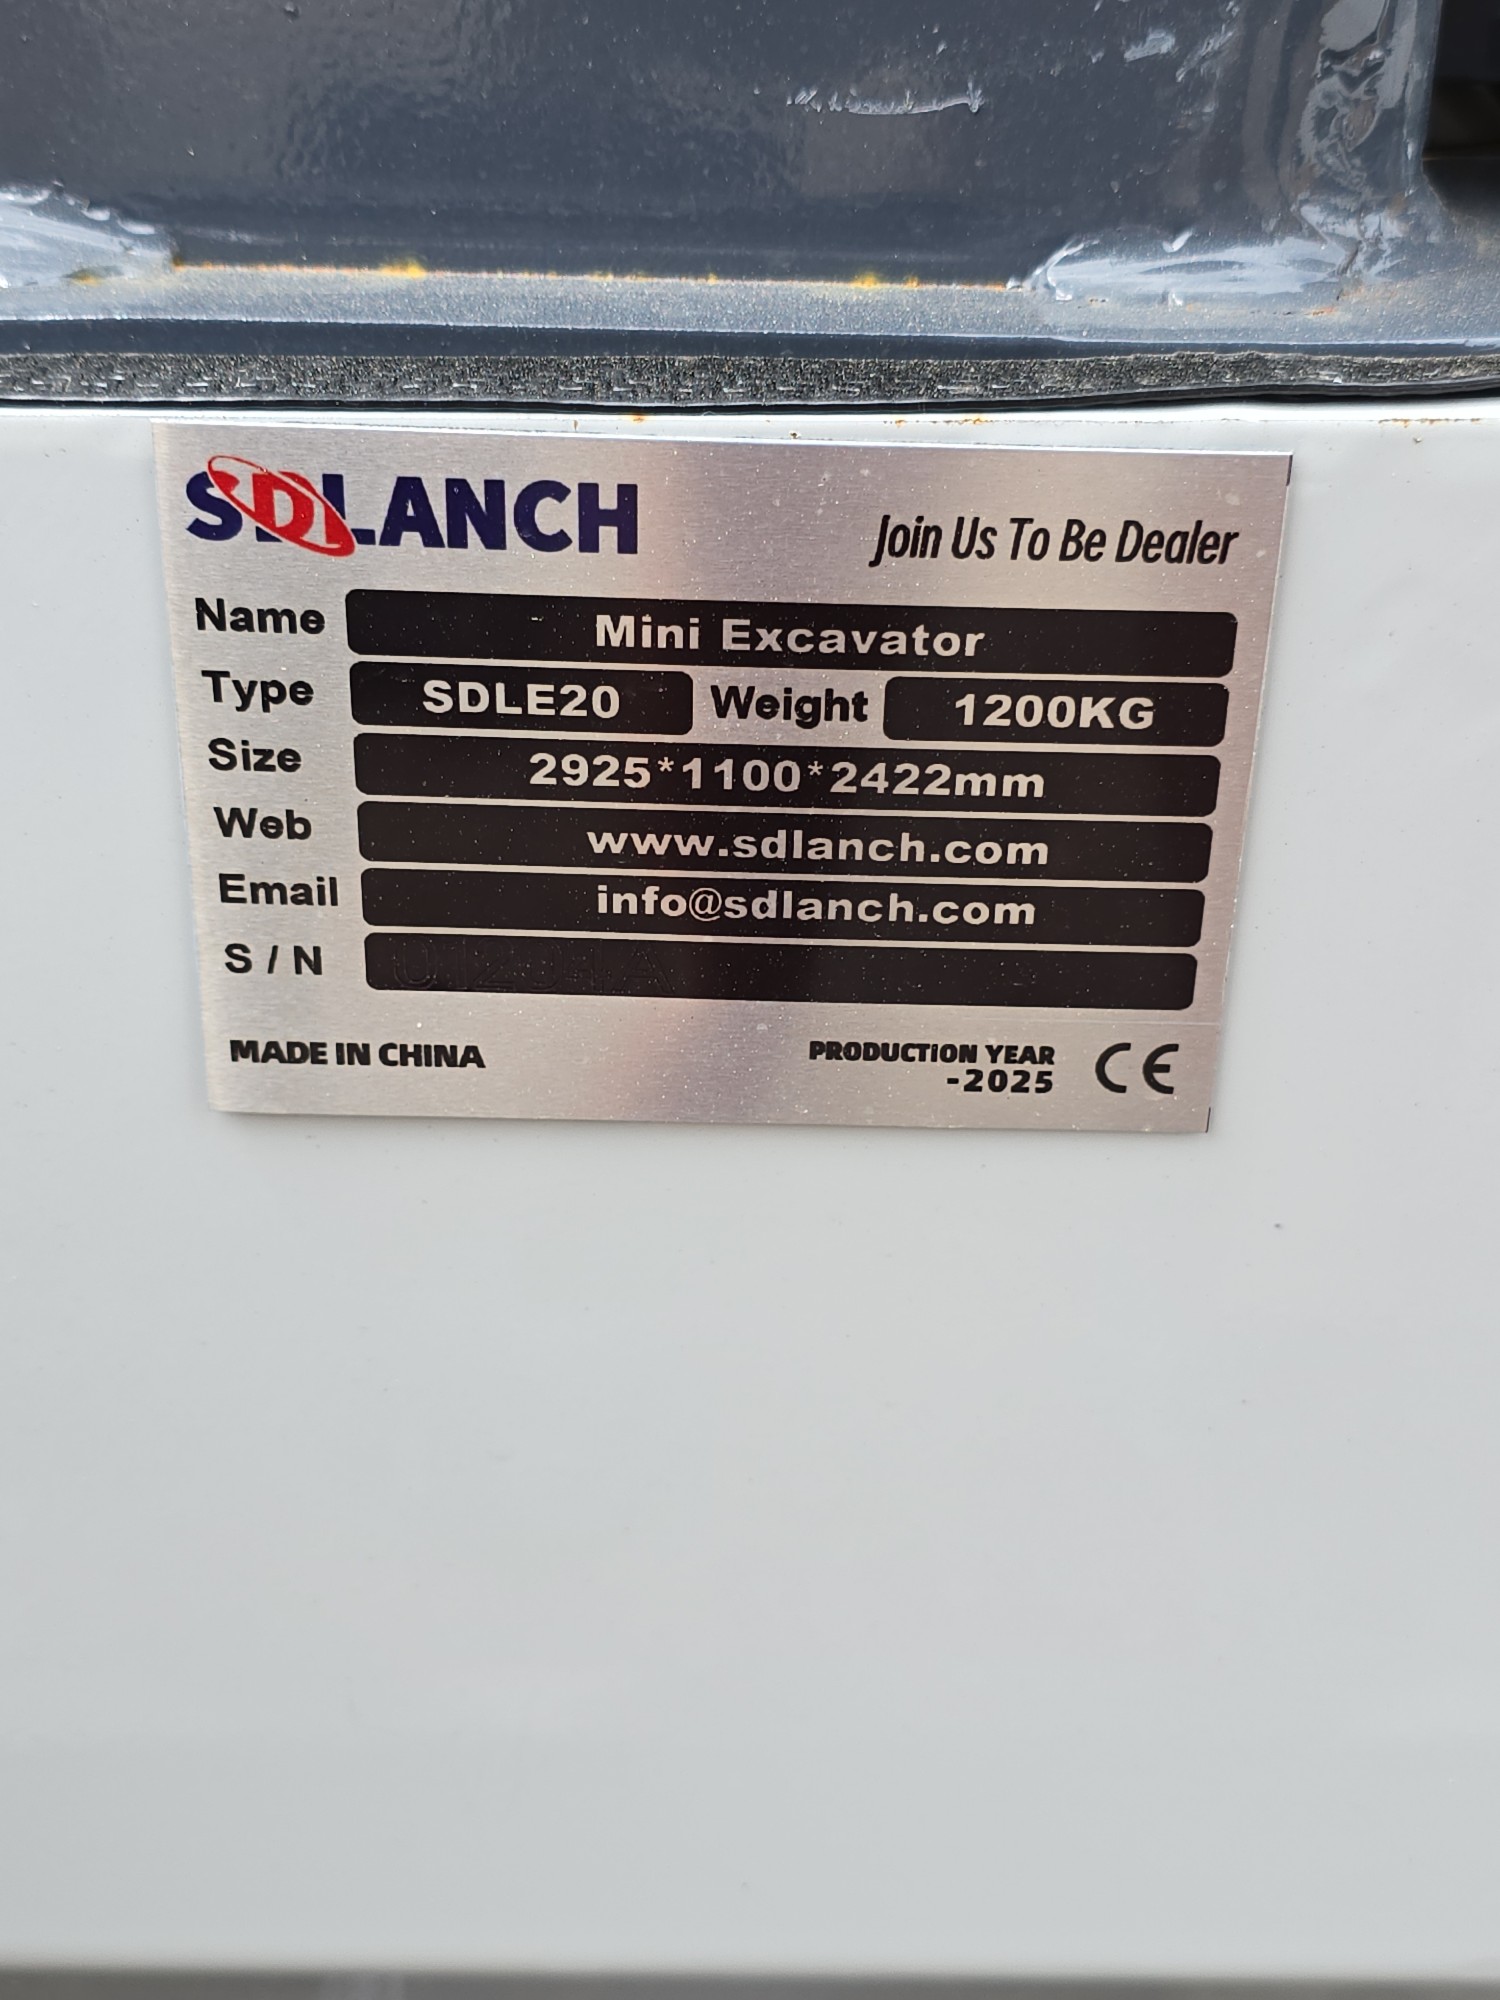 SDLANCH
Join Us To Be Dealer
Name Mini Excavator
Type SDLE20 Weight 1200KG
Size 2925*1100*2422mm
Web www.sdlanch.com
Email info@sdlanch.com
S / N
MADE IN CHINA
PRODUCTION YEAR
-2025
CE